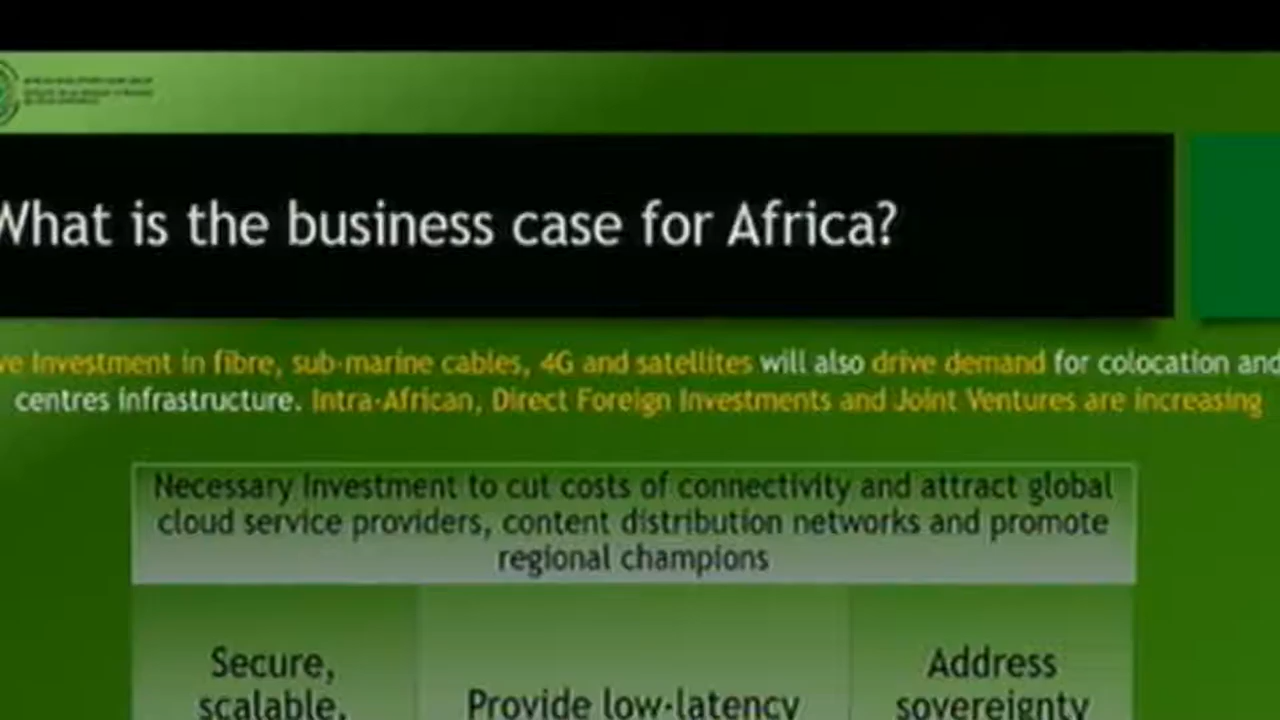 What is the business case for Africa?
ve Investment in fibre, sub-marine cables, 4G and satellites will also drive demand for colocation and
centres infrastructure. Intra-African, Direct Foreign Investments and Joint Ventures are increasing
Necessary Investment to cut costs of connectivity and attract global
cloud service providers, content distribution networks and promote
regional champions
Secure,
scalable,
Provide low-latency
Address
sovereignty